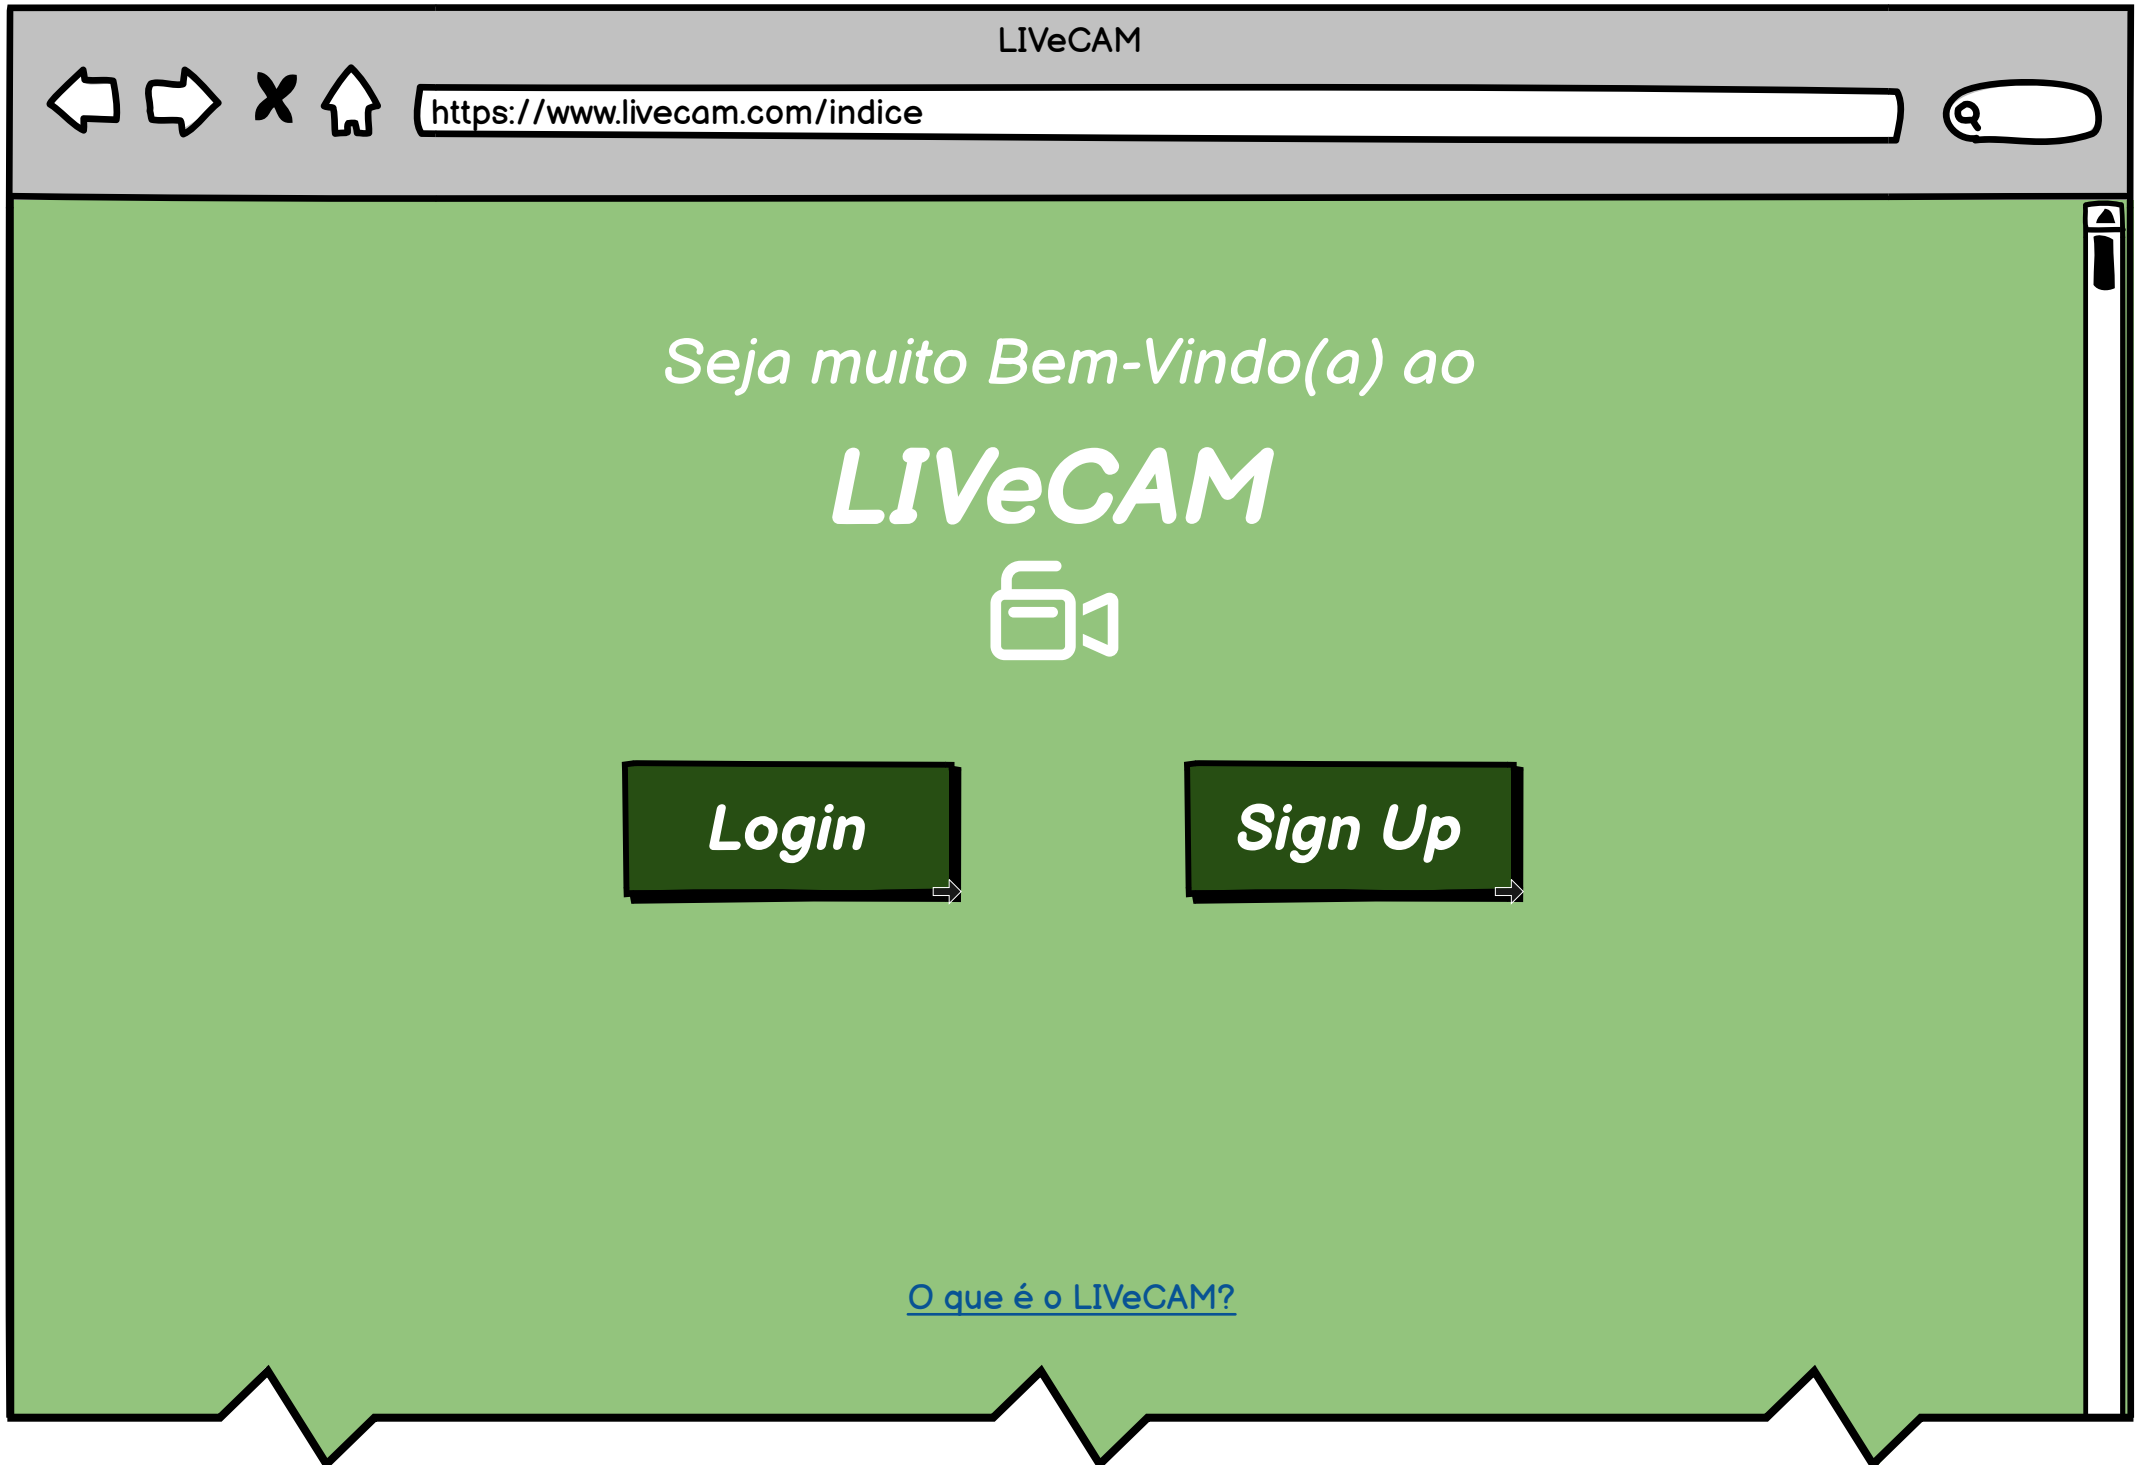 LIVeCAM
https://www.livecam.com/indice
Seja muito Bem-Vindo(a) ao
LIVeCAM
Login
Sign Up
O que é o LIVeCAM?